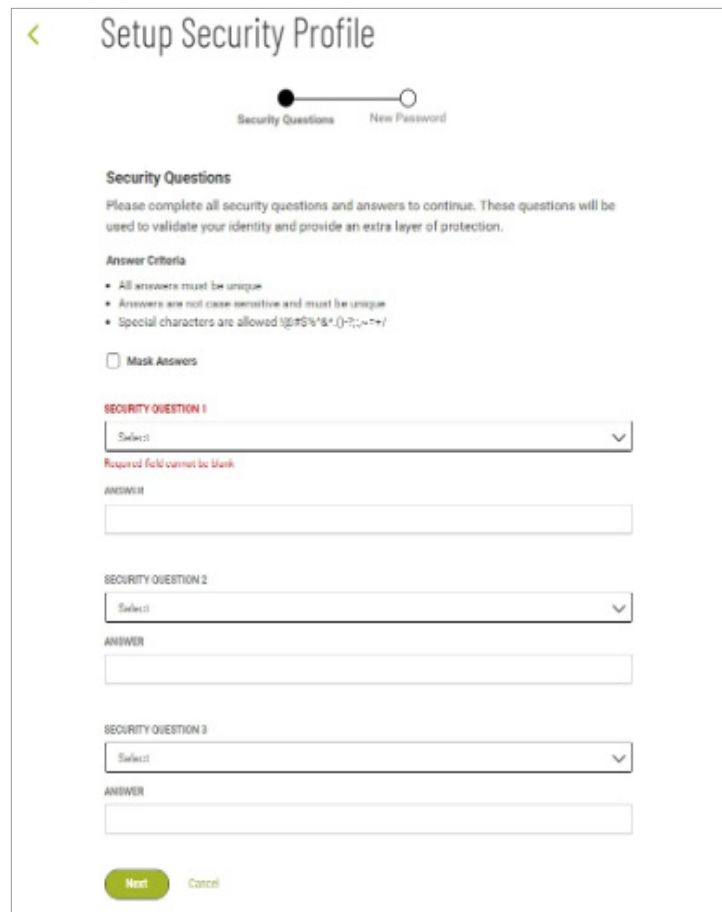 Setup Security Profile
Security Questions New Password
Security Questions
Please complete all security questions and answers to continue. These questions will be
used to validate your identity and provide an extra layer of protection.
Answer Criteria
• All answers must be unique
• Answers are not case sensitive and must be unique
• Special characters are allowed
Mask Answers
SECURITY QUESTION 1
Select
Required field cannot be blank
ANSWER
SECURITY QUESTION 2
Select
ANSWER
SECURITY QUESTION 3
Select
ANSWER
Next Cancel